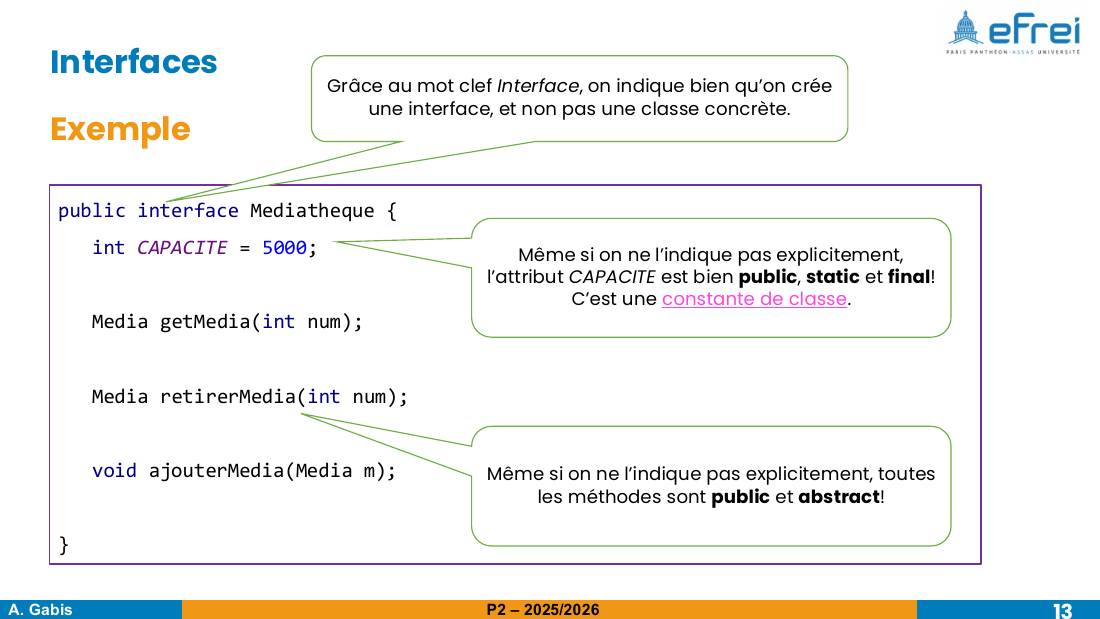 efrei
PARIS PANTHÉON-ASSAS UNIVERSITÉ
Interfaces
Exemple
Grâce au mot clef Interface, on indique bien qu’on crée
une interface, et non pas une classe concrète.
public interface Mediatheque {
int CAPACITE = 5000;
Même si on ne l’indique pas explicitement,
l’attribut CAPACITE est bien public, static et final!
C’est une constante de classe.
Media getMedia(int num);
Media retirerMedia(int num);
void ajouterMedia(Media m);
Même si on ne l’indique pas explicitement, toutes
les méthodes sont public et abstract!
}
A. Gabis
P2 – 2025/2026
13